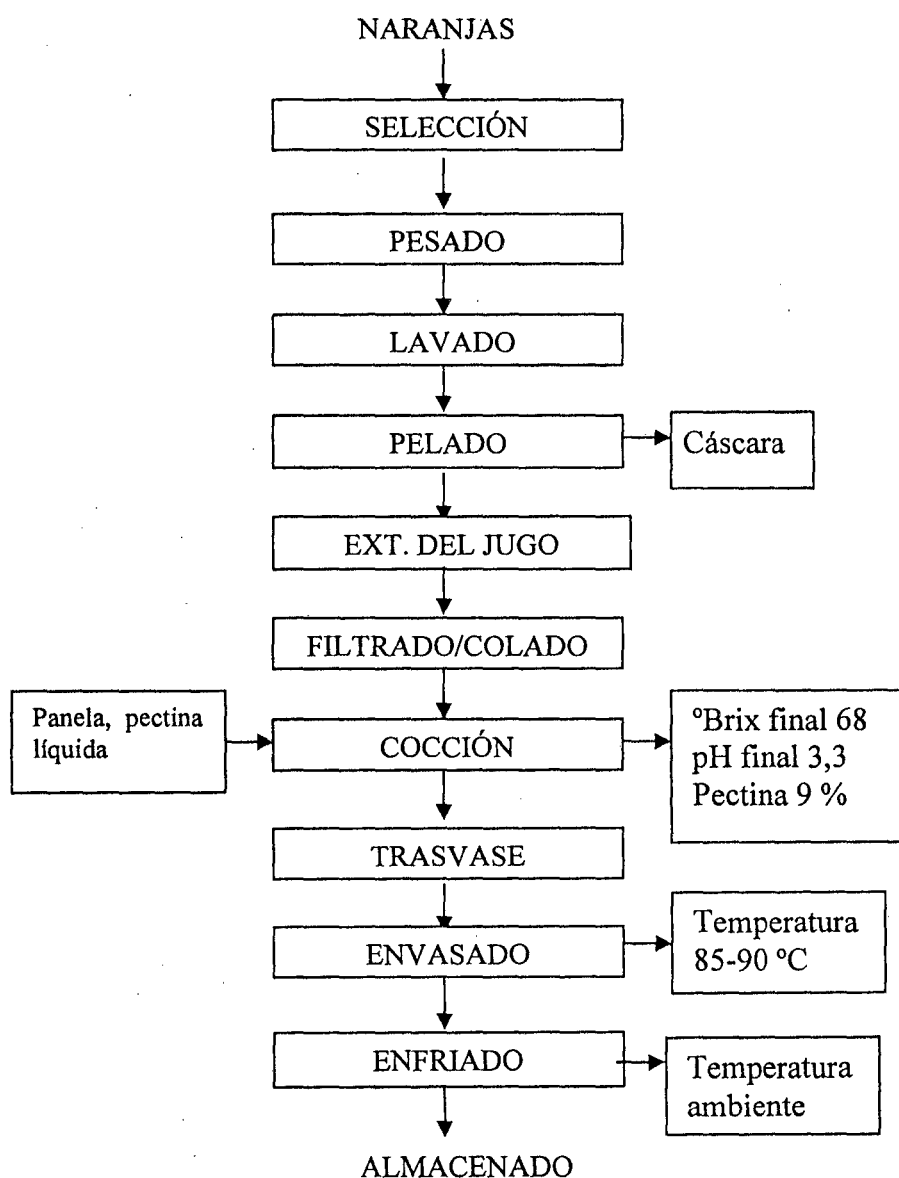 NARANJAS
SELECCIÓN
PESADO
LAVADO
PELADO
Cáscara
EXT. DEL JUGO
FILTRADO/COLADO
Panela, pectina
líquida
COCCIÓN
ºBrix final 68
pH final 3,3
Pectina 9 %
TRASVASE
ENVASADO
Temperatura
85-90 ºC
ENFRIADO
Temperatura
ambiente
ALMACENADO